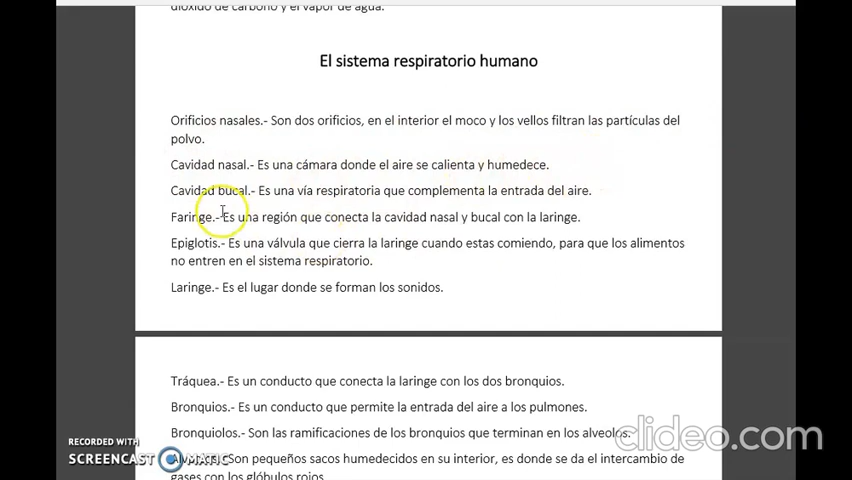 dióxido de carbono y el vapor de agua.
El sistema respiratorio humano
Orificios nasales.- Son dos orificios, en el interior el moco y los vellos filtran las partículas del
polvo.
Cavidad nasal.- Es una cámara donde el aire se calienta y humedece.
Cavidad bucal.- Es una vía respiratoria que complementa la entrada del aire.
Faringe.- Es una región que conecta la cavidad nasal y bucal con la laringe.
Epiglotis.- Es una válvula que cierra la laringe cuando estas comiendo, para que los alimentos
no entren en el sistema respiratorio.
Laringe.- Es el lugar donde se forman los sonidos.
Tráquea.- Es un conducto que conecta la laringe con los dos bronquios.
Bronquios.- Es un conducto que permite la entrada del aire a los pulmones.
Bronquiolos.- Son las ramificaciones de los bronquios que terminan en los alveolos.
Son pequeños sacos humedecidos en su interior, es donde se da el intercambio de
gases con los glóbulos rojos.
RECORDED WITH
SCREENCAST MATIC
clideo.com